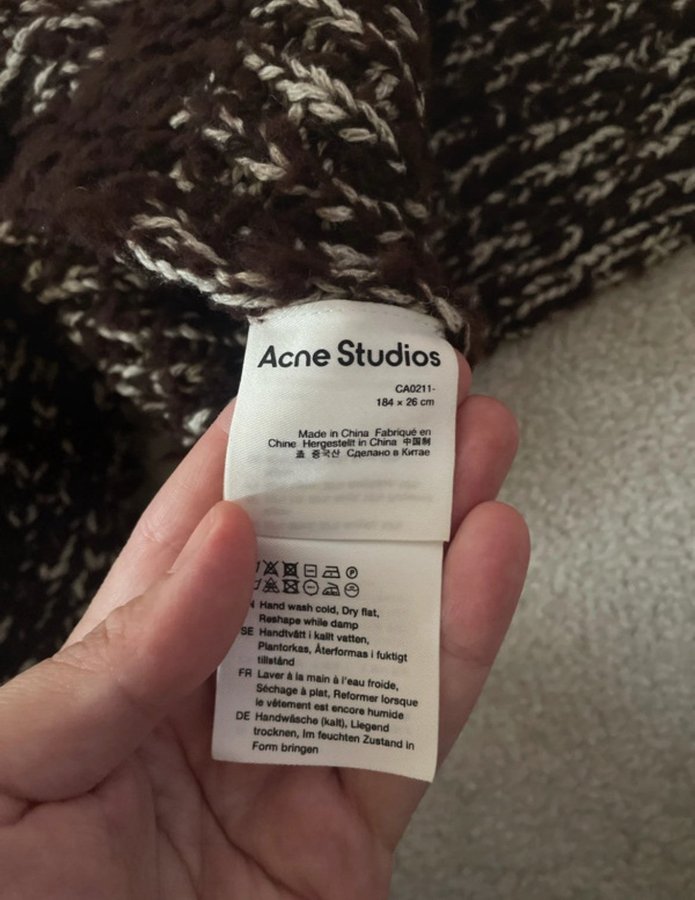 Acne Studios
CA0211-
184 × 26 cm
Made in China Fabriqué en
Chine Hergestellt in China 中国制
造 중국산 Сделано в Китае
Hand wash cold, Dry flat,
Reshape while damp
SE Handtvätt i kallt vatten,
Plantorkas, Återformas i fuktigt
tillstånd
FR Laver à la main à l'eau froide,
Séchage à plat, Reformer lorsque
le vêtement est encore humide
DE Handwäsche (kalt), Liegend
trocknen, Im feuchten Zustand in
Form bringen